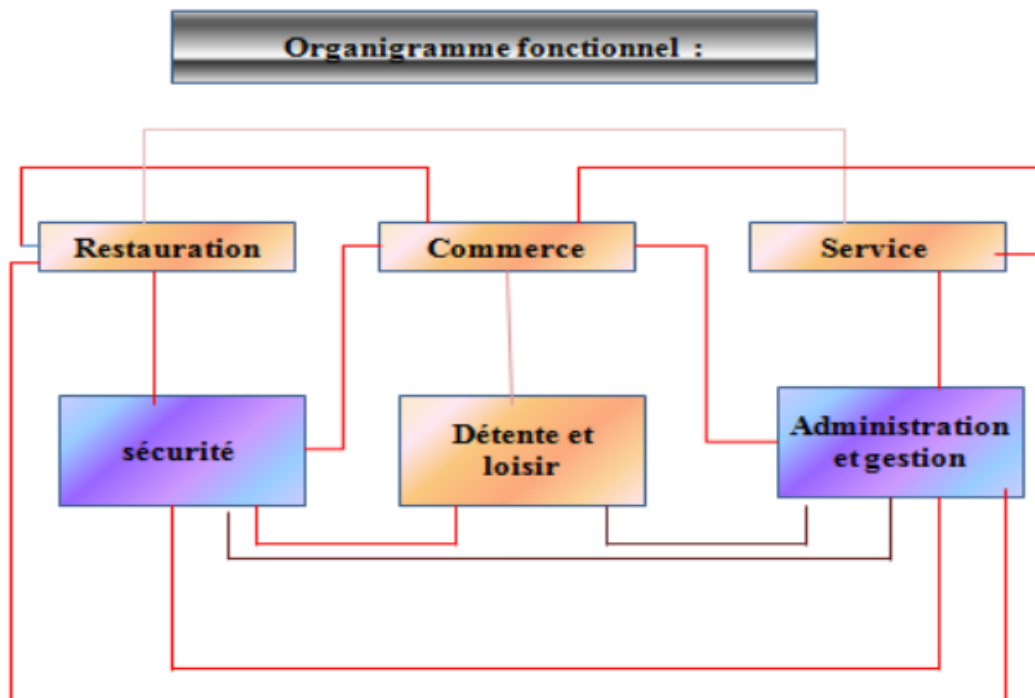 Organigramme fonctionnel :
Restauration
Commerce
Service
sécurité
Détente et
loisir
Administration
et gestion